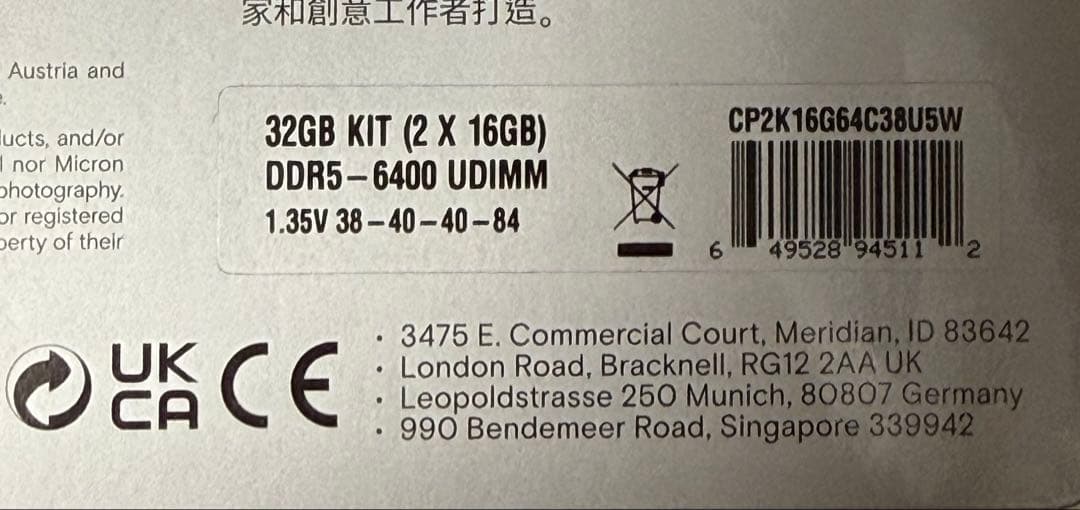 家和創意工作者打造。
Austria and
ucts, and/or
nor Micron
photography.
or registered
perty of their
32GB KIT (2 X 16GB)
DDR5-6400 UDIMM
1.35V 38-40-40-84
CP2K16G64C38U5W
6 49528 94511 2
UK
CA
CE
· 3475 E. Commercial Court, Meridian, ID 83642
· London Road, Bracknell, RG12 2AA UK
· Leopoldstrasse 250 Munich, 80807 Germany
· 990 Bendemeer Road, Singapore 339942